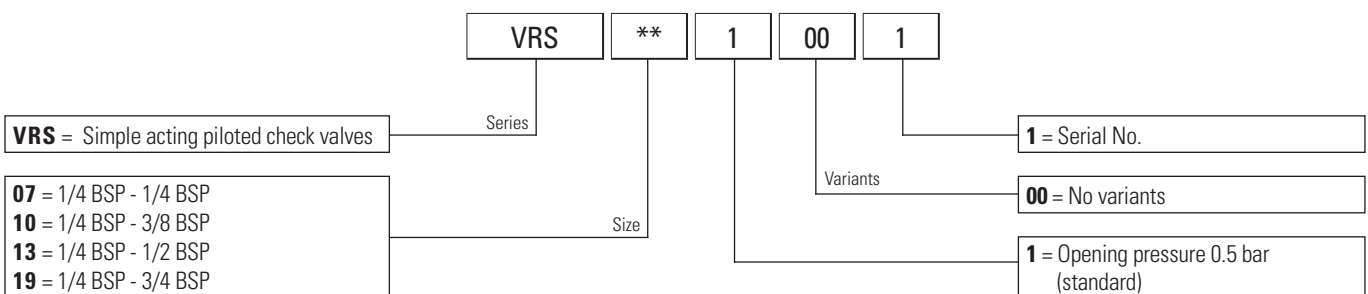 VRS ** 1 00 1
Series
VRS = Simple acting piloted check valves
1 = Serial No.
Variants
07 = 1/4 BSP - 1/4 BSP
10 = 1/4 BSP - 3/8 BSP
13 = 1/4 BSP - 1/2 BSP
19 = 1/4 BSP - 3/4 BSP
Size
00 = No variants
1 = Opening pressure 0.5 bar
(standard)